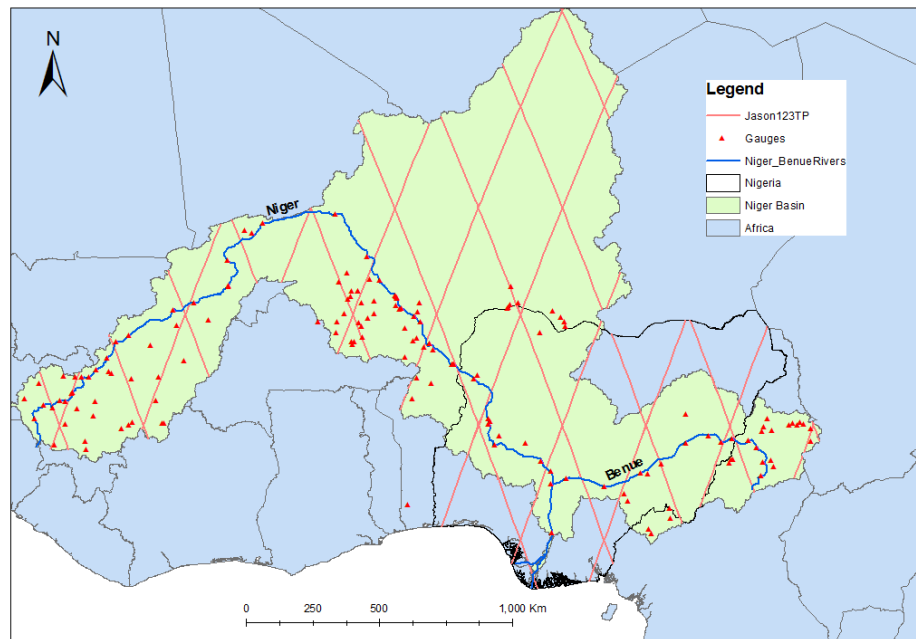 N
Legend
Jason123TP
Gauges
Niger_BenueRivers
Nigeria
Niger Basin
Africa
Niger
Benue
0 250 500 1,000 Km